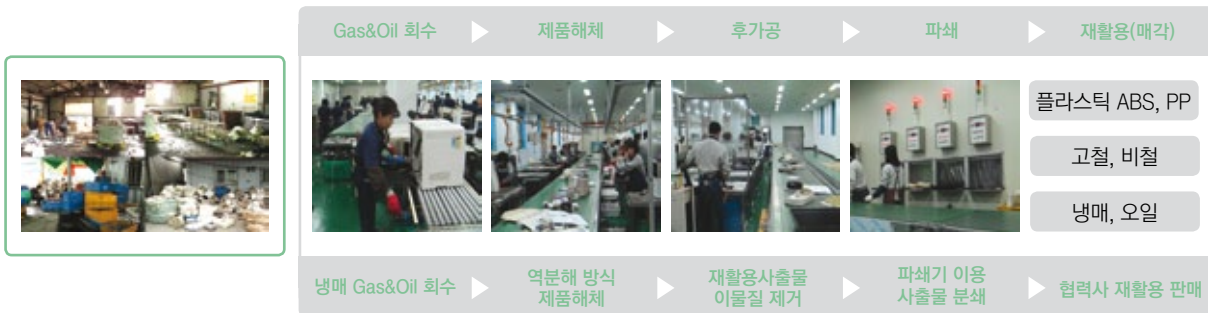 Gas&Oil 회수
제품해체
후가공
파쇄
재활용(매각)
플라스틱 ABS, PP
고철, 비철
냉매, 오일
냉매 Gas&Oil 회수
역분해 방식
제품해체
재활용사출물
이물질 제거
파쇄기 이용
사출물 분쇄
협력사 재활용 판매